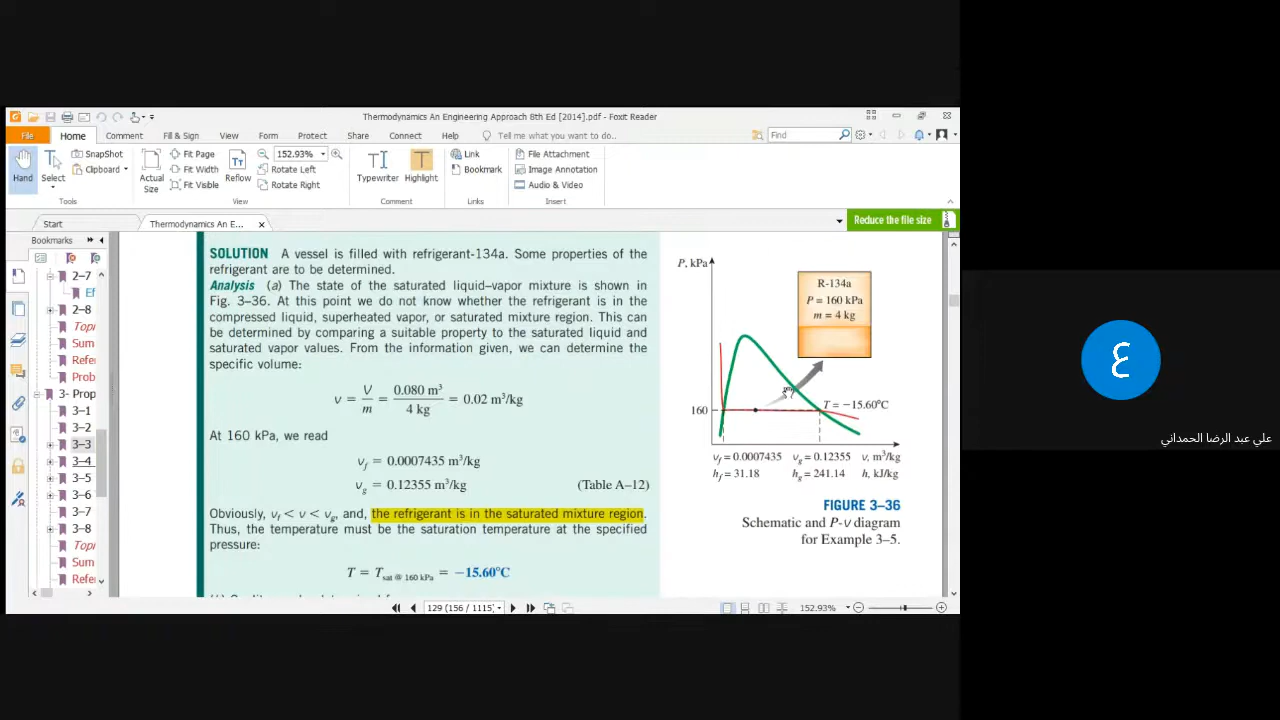 Thermodynamics An Engineering Approach 8th Ed [2014].pdf - Foxit Reader
File Home Comment Fill & Sign View Form Protect Share Connect Help Tell me what you want to do.. Find
Hand
Select
SnapShot
Clipboard
Tools
Actual Size
Fit Page
Fit Width
Fit Visible
Reflow
152.93%
Rotate Left
Rotate Right
View
Typewriter
Highlight
Comment
Link
Bookmark
Links
File Attachment
Image Annotation
Audio & Video
Insert
Start
Thermodynamics An E...
Reduce the file size
Bookmarks
2-7
Ef
2-8
Topi
Sum
Refer
Prob
3- Prop
3-1
3-2
3-3
3-4
3-5
3-6
3-7
3-8
Topi
Sum
Refer
SOLUTION A vessel is filled with refrigerant-134a. Some properties of the
refrigerant are to be determined.
Analysis (a) The state of the saturated liquid–vapor mixture is shown in
Fig. 3–36. At this point we do not know whether the refrigerant is in the
compressed liquid, superheated vapor, or saturated mixture region. This can
be determined by comparing a suitable property to the saturated liquid and
saturated vapor values. From the information given, we can determine the
specific volume:
v = V/m = 0.080 m³/4 kg = 0.02 m³/kg
At 160 kPa, we read
vf = 0.0007435 m³/kg
vg = 0.12355 m³/kg (Table A–12)
Obviously, vf < v < vg, and, the refrigerant is in the saturated mixture region.
Thus, the temperature must be the saturation temperature at the specified
pressure:
T = Tsat @ 160 kPa = −15.60°C
P, kPa
R-134a
P = 160 kPa
m = 4 kg
T = −15.60°C
160
vf = 0.0007435 vg = 0.12355 v, m³/kg
hf = 31.18 hg = 241.14 h, kJ/kg
FIGURE 3–36
Schematic and P-v diagram
for Example 3–5.
129 (156 / 1115)
152.93%
ع
علي عبد الرضا الحمداني